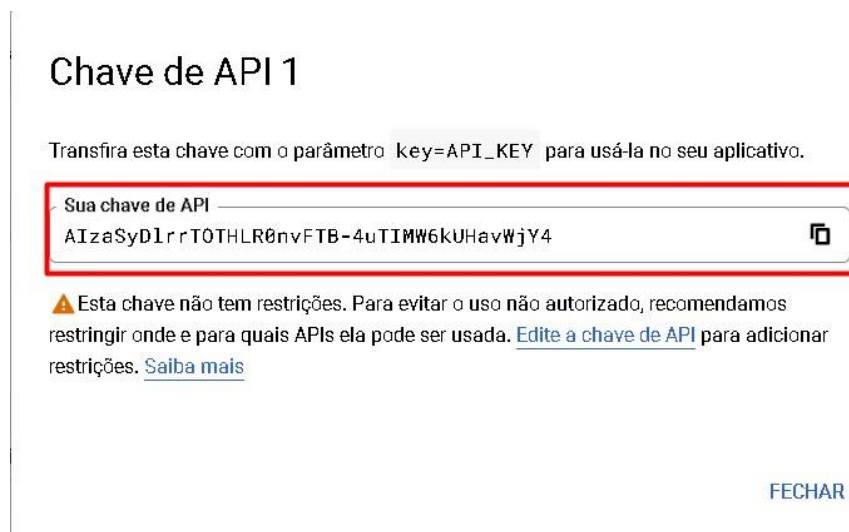 Chave de API 1
Transfira esta chave com o parâmetro key=API_KEY para usá-la no seu aplicativo.
Sua chave de API
AIzaSyDlrrTOTHLR0nvFTB-4uTIMW6kUHavWjY4
Esta chave não tem restrições. Para evitar o uso não autorizado, recomendamos
restringir onde e para quais APIs ela pode ser usada. Edite a chave de API para adicionar
restrições. Saiba mais
FECHAR